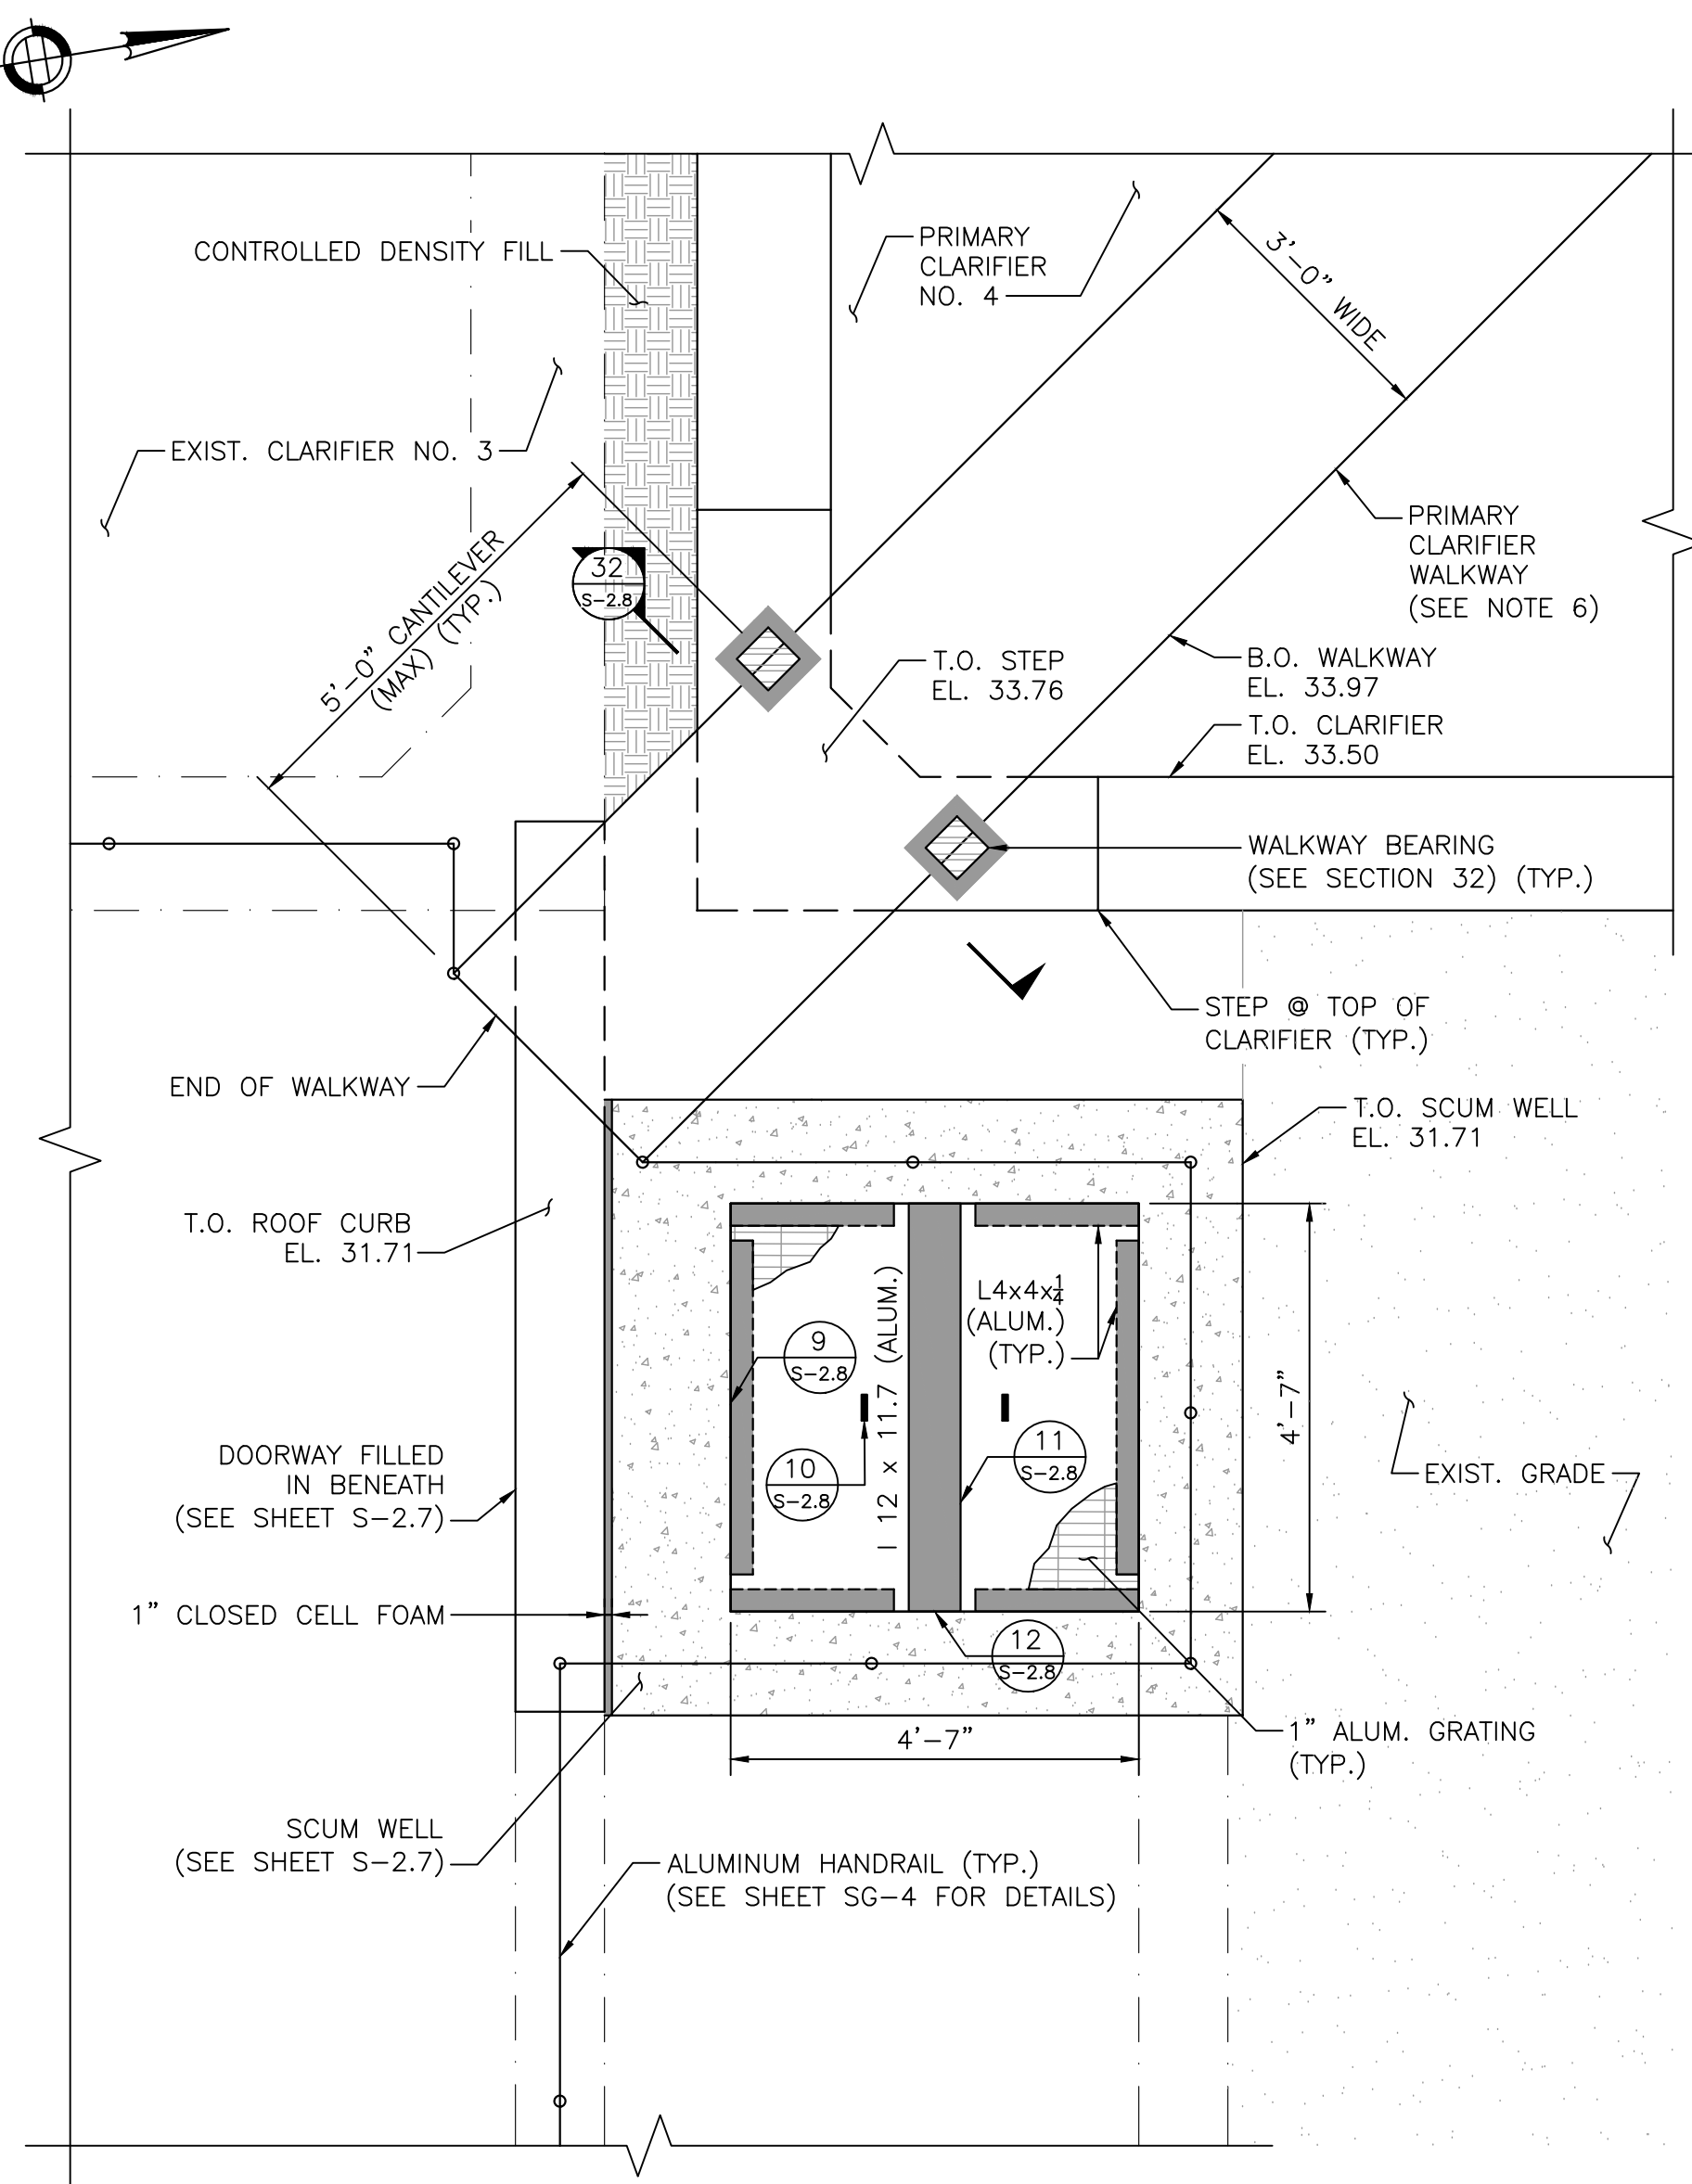 CONTROLLED DENSITY FILL
PRIMARY
CLARIFIER
NO. 4
3'-0" WIDE
EXIST. CLARIFIER NO. 3
5'-0" CANTILEVER
(MAX) (TYP.)
32
S-2.8
PRIMARY
CLARIFIER
WALKWAY
(SEE NOTE 6)
T.O. STEP
EL. 33.76
B.O. WALKWAY
EL. 33.97
T.O. CLARIFIER
EL. 33.50
WALKWAY BEARING
(SEE SECTION 32) (TYP.)
STEP @ TOP OF
CLARIFIER (TYP.)
END OF WALKWAY
T.O. SCUM WELL
EL. 31.71
T.O. ROOF CURB
EL. 31.71
L4x4x1/4
(ALUM.)
(TYP.)
I 12 x 11.7 (ALUM.)
9
S-2.8
10
S-2.8
11
S-2.8
4'-7"
DOORWAY FILLED
IN BENEATH
(SEE SHEET S-2.7)
EXIST. GRADE
1" CLOSED CELL FOAM
12
S-2.8
4'-7"
1" ALUM. GRATING
(TYP.)
SCUM WELL
(SEE SHEET S-2.7)
ALUMINUM HANDRAIL (TYP.)
(SEE SHEET SG-4 FOR DETAILS)